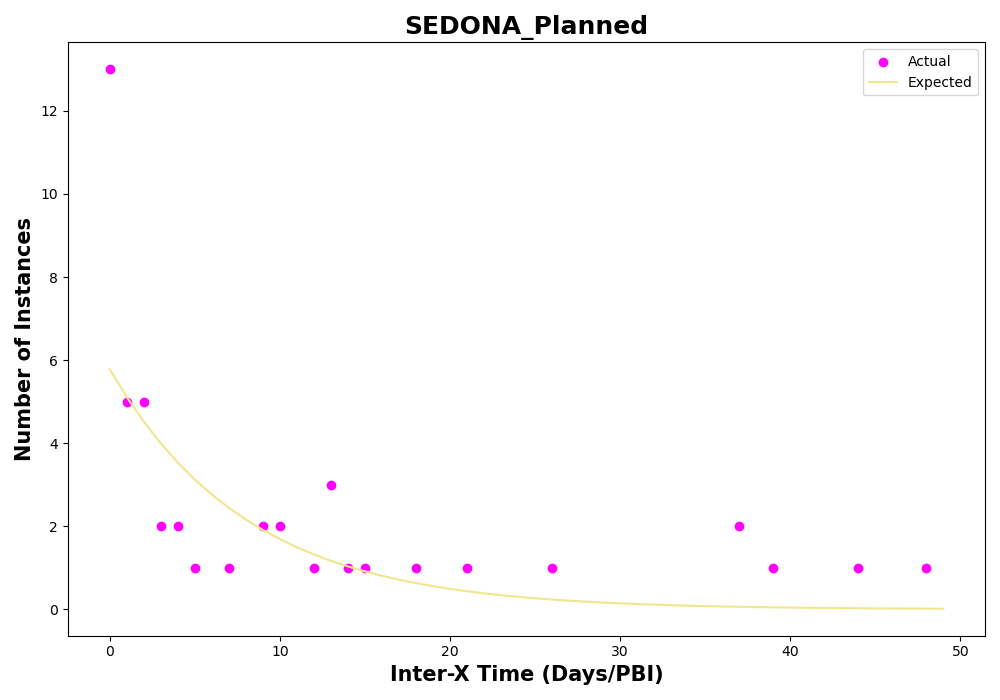 SEDONA_Planned
Actual
Expected
Number of Instances
12
10
8
6
4
2
0
0 10 20 30 40 50
Inter-X Time (Days/PBI)